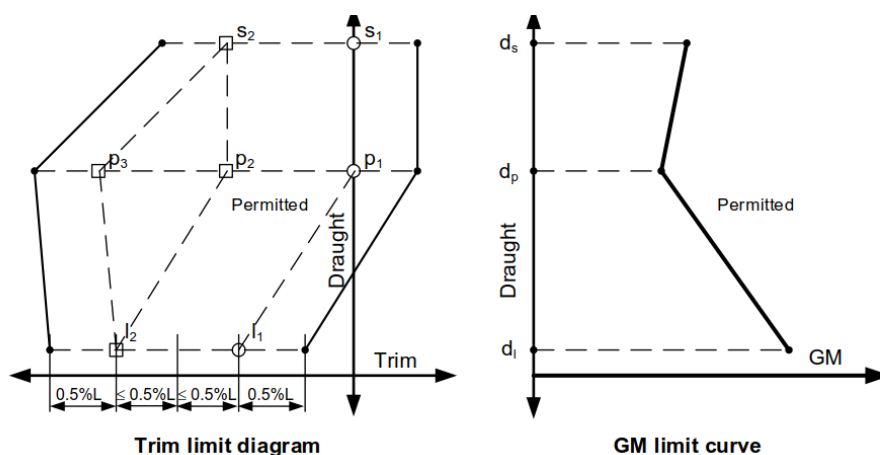 s₂
s₁
p₃
p₂
p₁
Permitted
Draught
l₂
l₁
Trim
0.5%L
≤ 0.5%L
≤ 0.5%L
0.5%L
Trim limit diagram
dₛ
dₚ
Permitted
Draught
dₗ
GM
GM limit curve